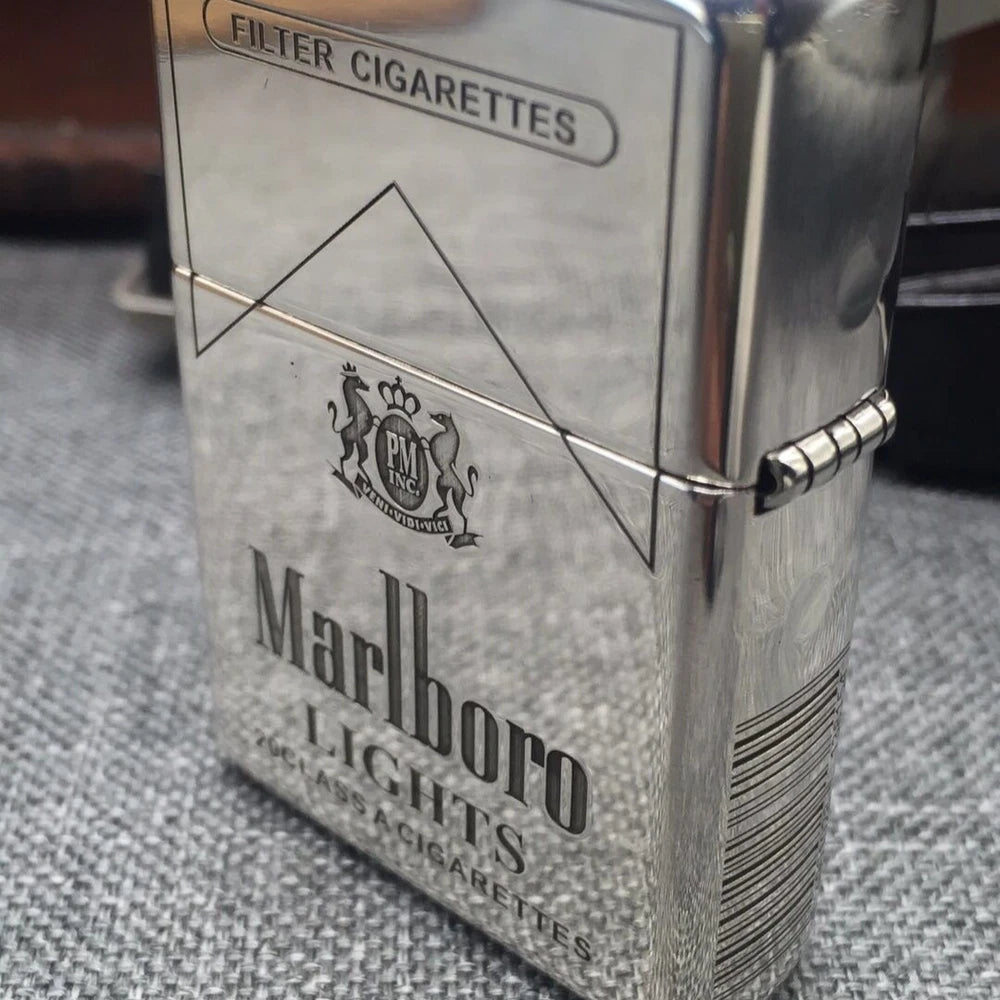 FILTER CIGARETTES
PM
INC.
VENI·VIDI·VICI
Marlboro
LIGHTS
20 CLASS A CIGARETTES